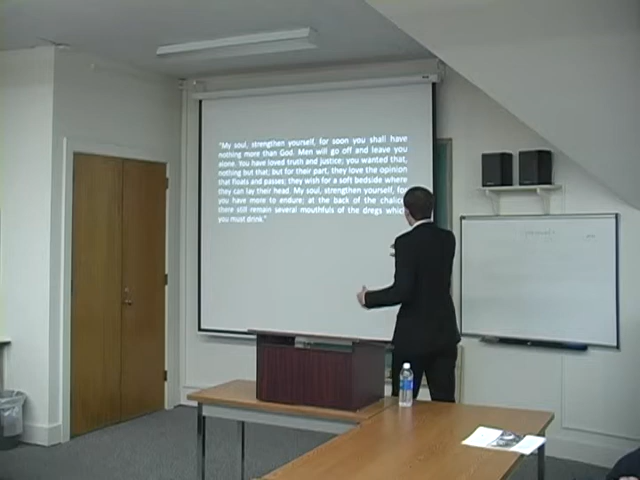 "My soul, strengthen yourself, for soon you shall have
nothing more than God. Men will go off and leave you
alone. You have loved truth and justice; you wanted that,
nothing but that; but for their part, they love the opinion
that floats and passes; they wish for a soft bedside where
they can lay their head. My soul, strengthen yourself, for
you have more to endure; at the back of the chalice
there still remain several mouthfuls of the dregs which
you must drink."